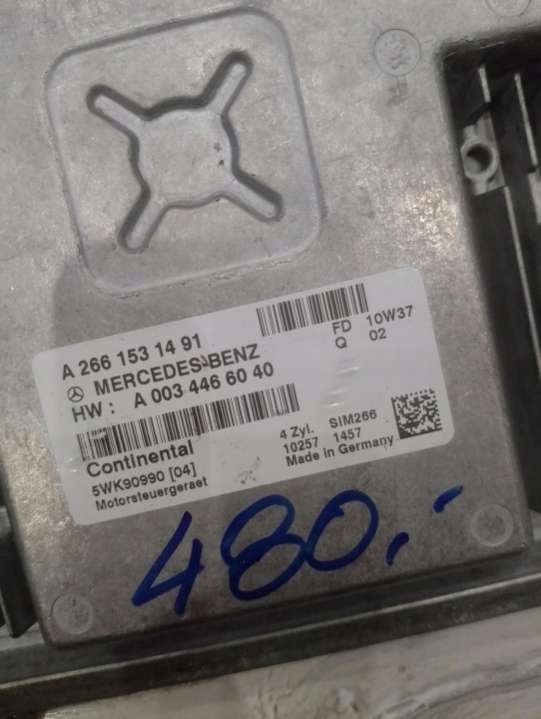 A 266 153 14 91
MERCEDES-BENZ
HW : A 003 446 60 40
FD 10W37
Q 02
Continental
5WK90990 [04]
Motorsteuergeraet
4 Zyl. SIM266
10257 1457
Made in Germany
480,-